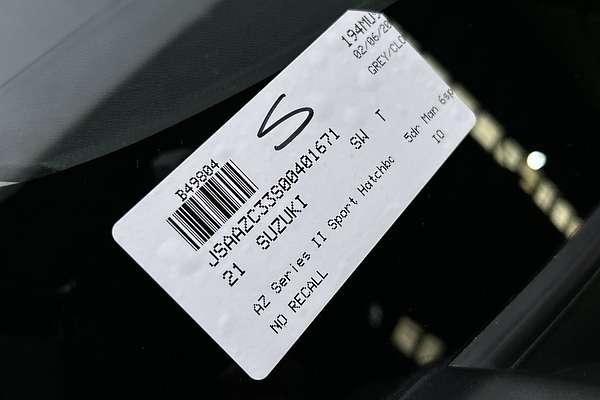 194MU
02/06/20
GREY/CLO
S
B49804
JSAAZC33S00401671
21 SUZUKI SW T
AZ Series II Sport Hatchbc 5dr Man 6sp
NO RECALL IO